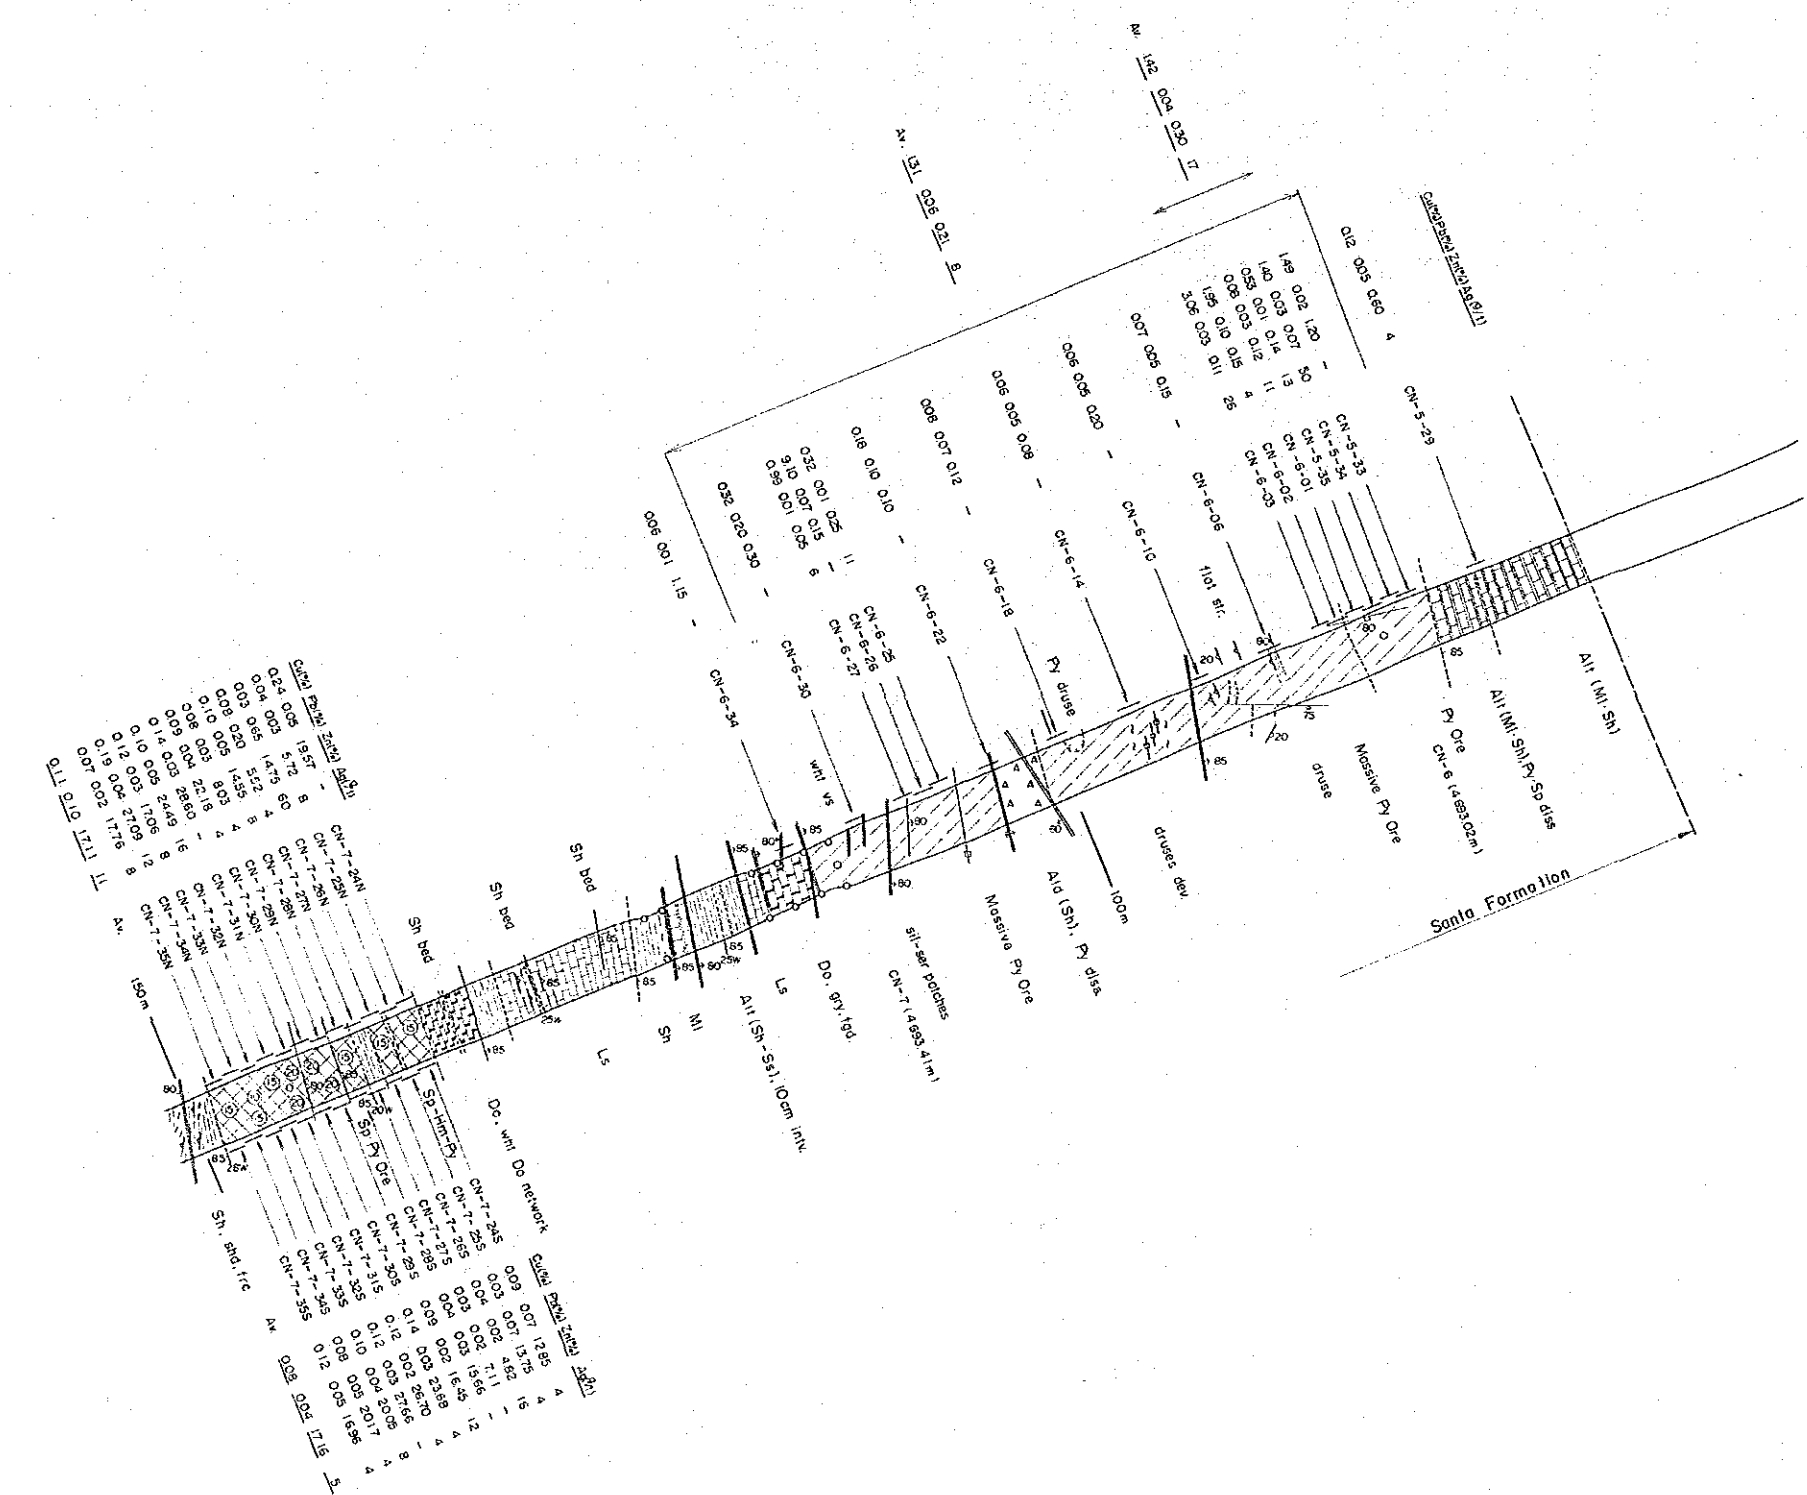 Cu(%) Pb(%) Zn(%) Ag(g/t)
0.12 0.05 0.60 4
CN-5-29
1.49 0.02 1.20 -
1.40 0.03 0.07 50
0.53 0.01 0.14 13
0.08 0.03 0.12 11
1.95 0.10 0.15 4
3.06 0.03 0.11 26
CN-5-33
CN-5-34
CN-5-35
CN-6-01
CN-6-02
CN-6-03
Av. 1.42 0.04 0.30 17
Av. 1.31 0.06 0.21 8
0.07 0.05 0.15 - CN-6-06
0.06 0.05 0.20 - CN-6-10
0.06 0.05 0.08 - CN-6-14
0.08 0.07 0.12 - CN-6-18
0.18 0.10 0.10 - CN-6-22
0.32 0.01 0.25 11
9.10 0.07 0.15 -
0.99 0.01 0.05 6
CN-6-25
CN-6-26
CN-6-27
0.32 0.20 0.30 - CN-6-30
0.06 0.01 1.15 - CN-6-34
flat str.
Py druse
wht vs
Sh bed
Sh bed
Sh bed
Alt (Ml·Sh)
Alt (Ml·Sh), Py·Sp diss
Py Ore
CN-6 (4693.02m)
Massive Py Ore
druse
druses dev.
100m
Ald (Sh), Py diss.
Massive Py Ore
sil-ser patches
CN-7 (4693.41m)
Do, gry, fgd.
Ls
Alt (Sh-Ss), 10cm intv.
Ml
Sh
Ls
Do, wht Do network
Sp-Hm-Py
Sp Py Ore
Sh, shd, frc
150m
Santa Formation
Cu(%) Pb(%) Zn(%) Ag(g/t)
0.24 0.05 19.57 -
0.04 0.03 5.72 8
0.03 0.65 14.75 60
0.08 0.20 5.52 4
0.10 0.05 14.55 8
0.08 0.03 8.03 4
0.09 0.04 22.18 4
0.14 0.03 28.60 -
0.10 0.05 24.49 16
0.12 0.03 17.06 8
0.19 0.04 27.09 12
0.07 0.02 17.76 8
0.11 0.10 17.11 11 Av.
CN-7-24N
CN-7-25N
CN-7-26N
CN-7-27N
CN-7-28N
CN-7-29N
CN-7-30N
CN-7-31N
CN-7-32N
CN-7-33N
CN-7-34N
CN-7-35N
Cu(%) Pb(%) Zn(%) Ag(g/t)
CN-7-24S 0.09 0.07 12.85 4
CN-7-25S 0.03 0.07 13.75 4
CN-7-26S 0.04 0.02 4.82 16
CN-7-27S 0.03 0.02 7.11 -
CN-7-28S 0.04 0.03 15.66 -
CN-7-29S 0.09 0.02 16.45 12
CN-7-30S 0.14 0.03 23.68 4
CN-7-31S 0.12 0.02 26.70 4
CN-7-32S 0.12 0.03 27.66 -
CN-7-33S 0.10 0.04 20.08 8
CN-7-34S 0.08 0.05 20.17 4
CN-7-35S 0.12 0.05 16.96 4
Av. 0.08 0.04 17.16 5